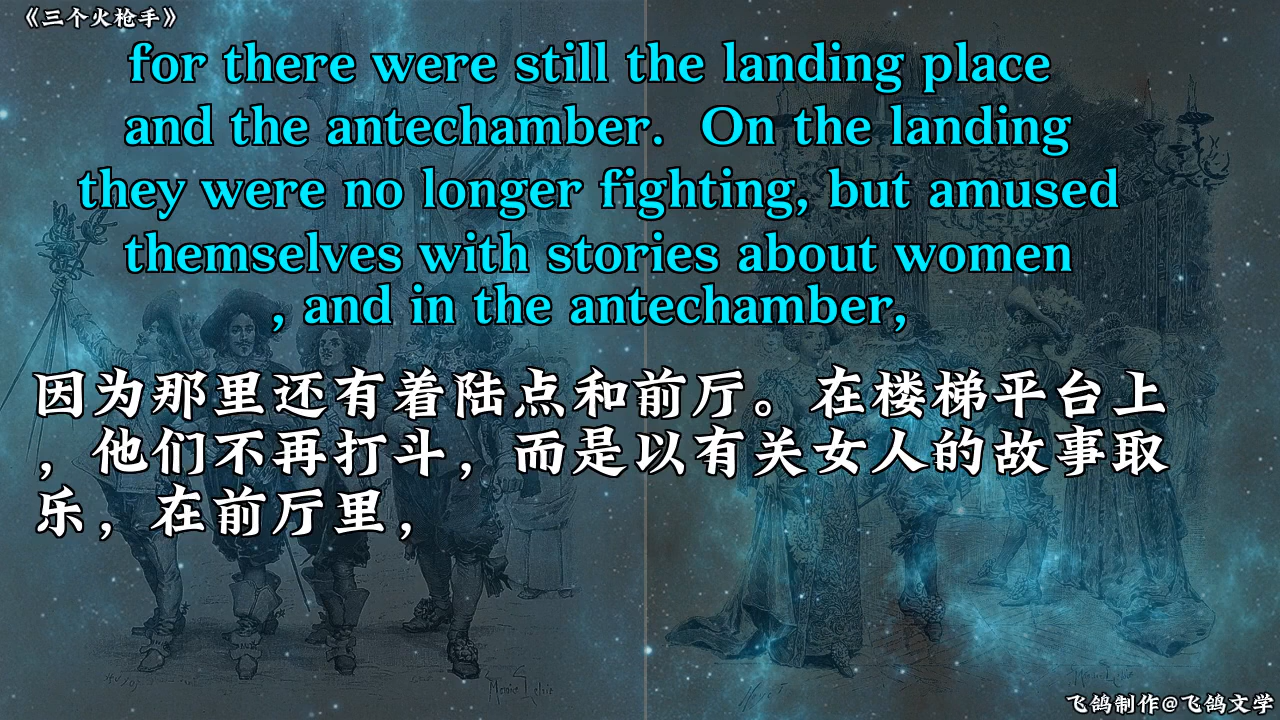 《三个火枪手》
for there were still the landing place
and the antechamber.  On the landing
they were no longer fighting, but amused
themselves with stories about women
, and in the antechamber,
因为那里还有着陆点和前厅。在楼梯平台上
，他们不再打斗，而是以有关女人的故事取
乐，在前厅里，
飞鸽制作@飞鸽文学